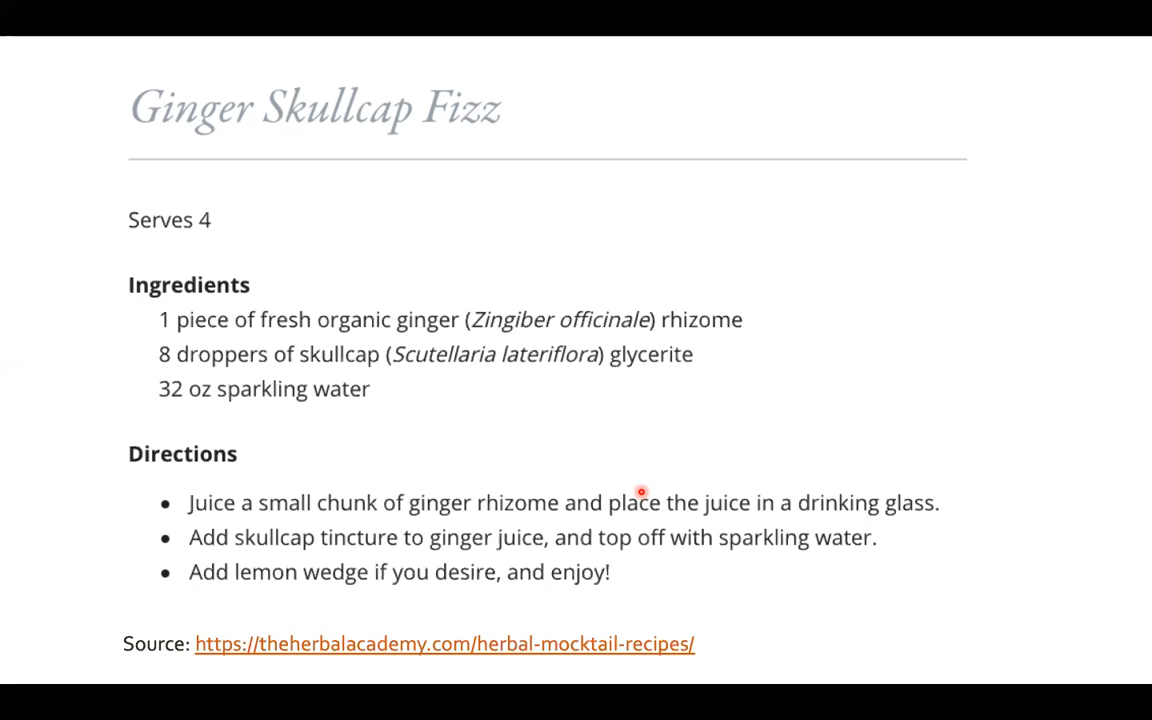 Ginger Skullcap Fizz
Serves 4
Ingredients
1 piece of fresh organic ginger (Zingiber officinale) rhizome
8 droppers of skullcap (Scutellaria lateriflora) glycerite
32 oz sparkling water
Directions
• Juice a small chunk of ginger rhizome and place the juice in a drinking glass.
• Add skullcap tincture to ginger juice, and top off with sparkling water.
• Add lemon wedge if you desire, and enjoy!
Source: https://theherbalacademy.com/herbal-mocktail-recipes/